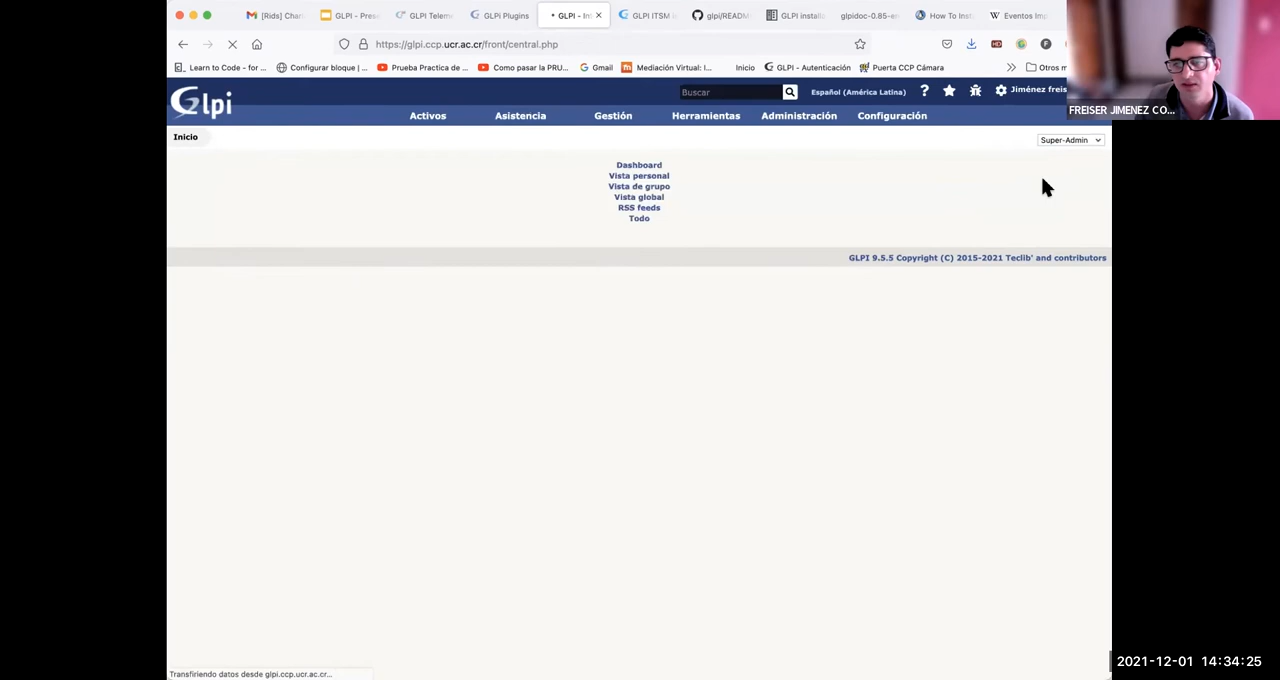 [Rids] Char
GLPI - Pres
GLPI Telem
GLPi Plugins
GLPI - In
GLPI ITSM
glpi/READM
GLPI install
glpidoc-0.85-en
How To Inst
Eventos Imp
https://glpi.ccp.ucr.ac.cr/front/central.php
Learn to Code - for ...
Configurar bloque | ...
Prueba Practica de ...
Como pasar la PRU...
Gmail
Mediación Virtual: I...
Inicio
GLPI - Autenticación
Puerta CCP Cámara
Otros m
Glpi
Buscar
Español (América Latina)
?
Jiménez freis
FREISER JIMENEZ CO...
Activos
Asistencia
Gestión
Herramientas
Administración
Configuración
Inicio
Super-Admin
Dashboard
Vista personal
Vista de grupo
Vista global
RSS feeds
Todo
GLPI 9.5.5 Copyright (C) 2015-2021 Teclib' and contributors
Transfiriendo datos desde glpi.ccp.ucr.ac.cr...
2021-12-01 14:34:25